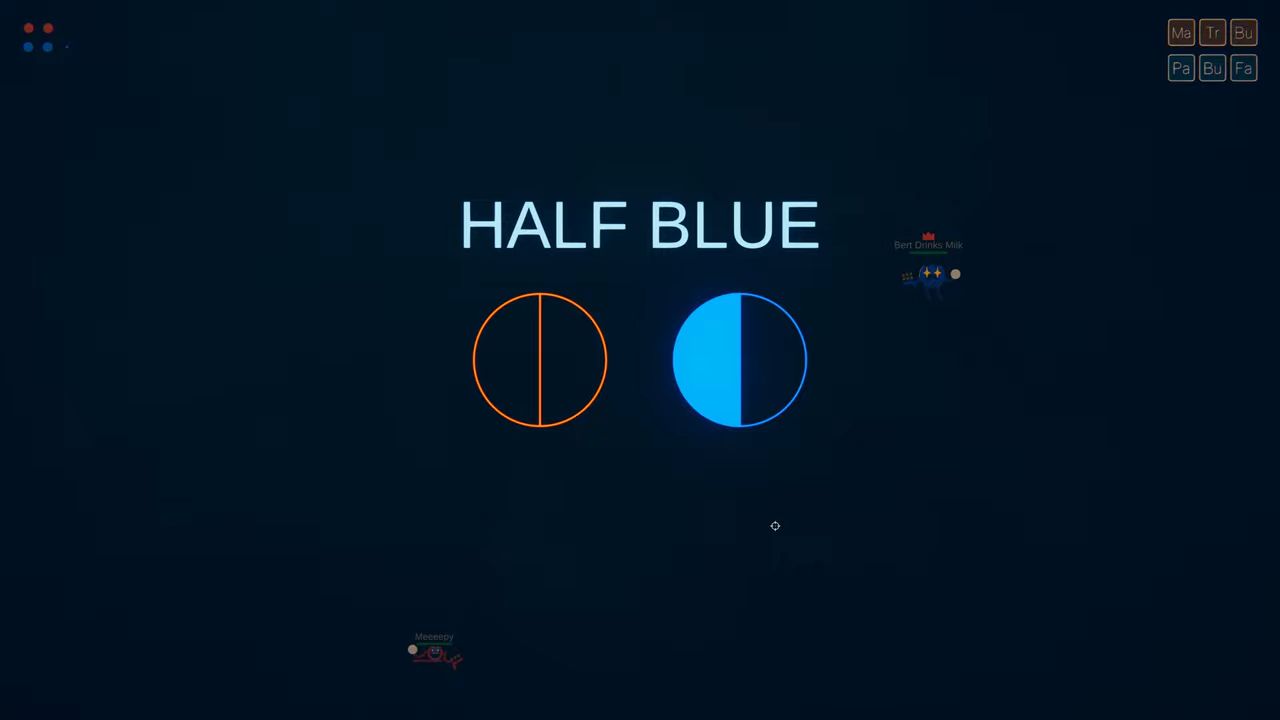 Ma Tr Bu
Pa Bu Fa
HALF BLUE
Bert Drinks Milk
Meeeepy